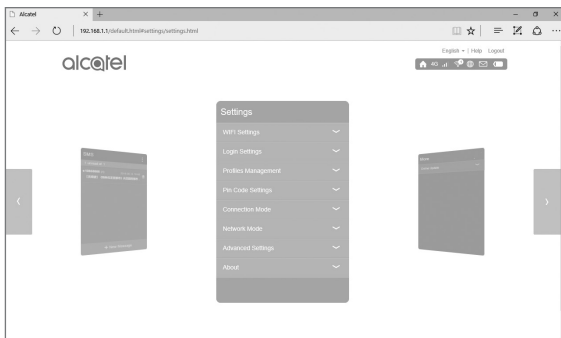 Alcatel
192.168.1.1/default.html#settings/settings.html
English | Help Logout
alcatel
4G
Settings
WIFI Settings
Login Settings
Profiles Management
Pin Code Settings
Connection Mode
Network Mode
Advanced Settings
About
SMS